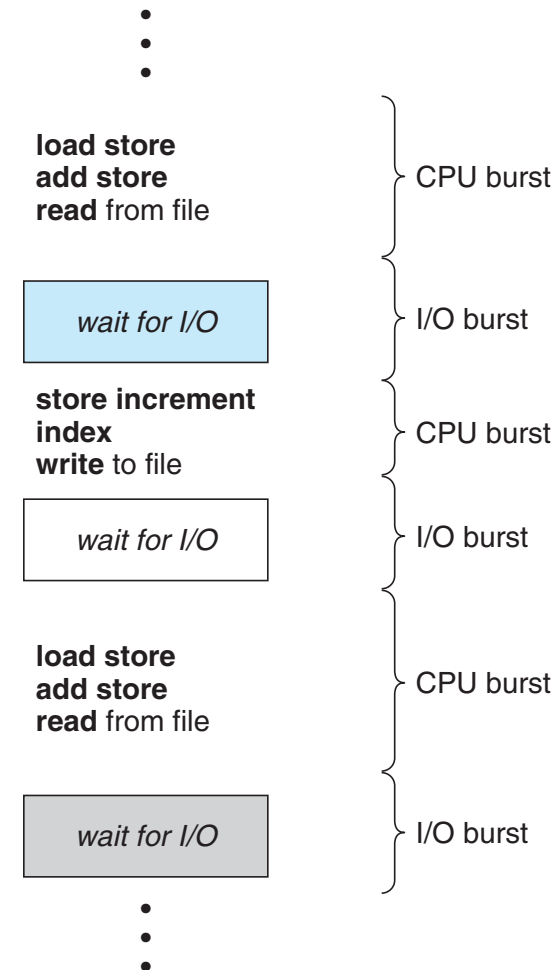 load store
add store
read from file
CPU burst
wait for I/O
I/O burst
store increment
index
write to file
CPU burst
wait for I/O
I/O burst
load store
add store
read from file
CPU burst
wait for I/O
I/O burst